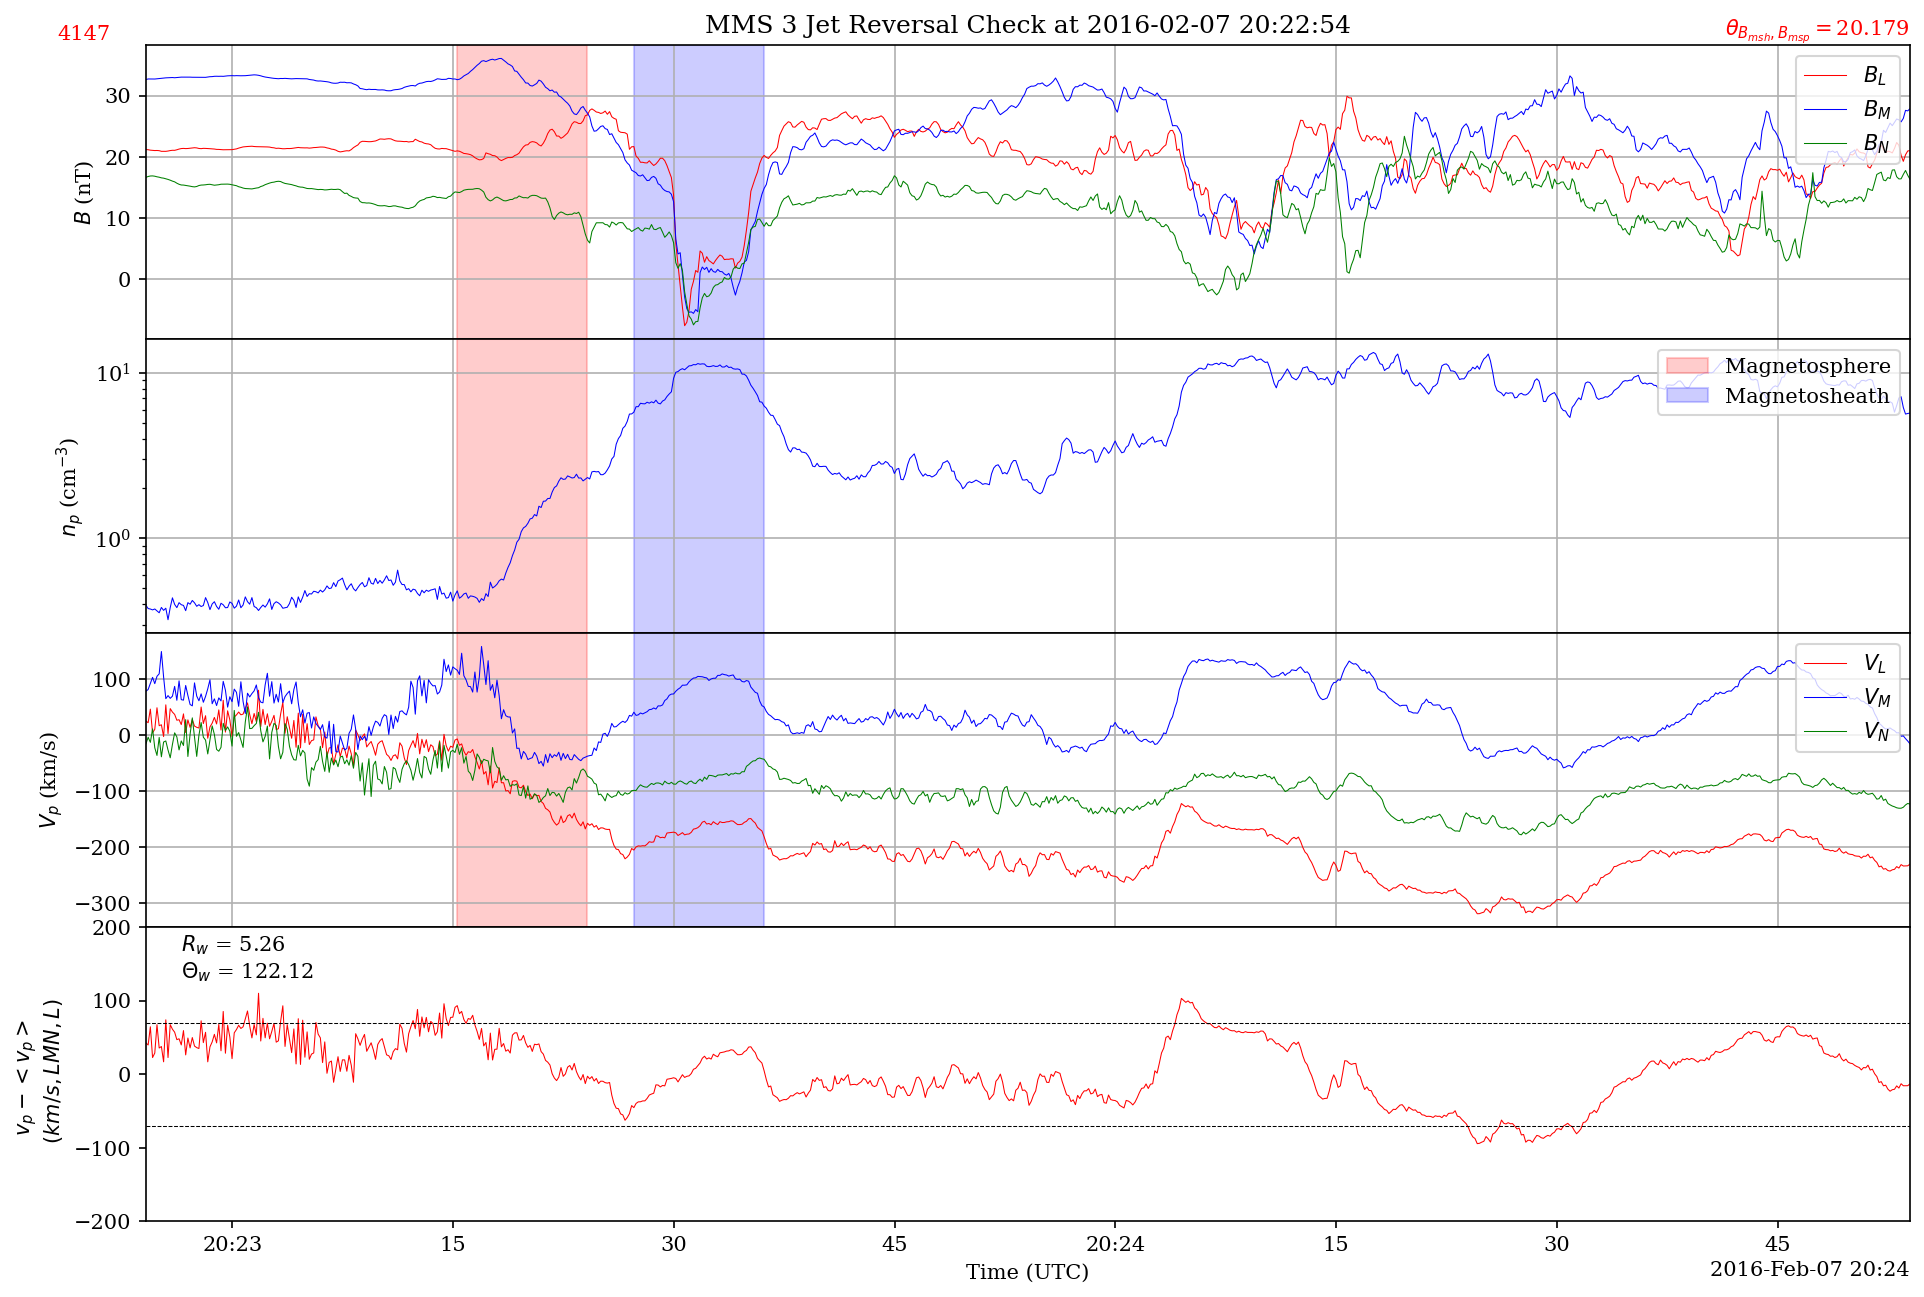 MMS 3 Jet Reversal Check at 2016-02-07 20:22:54
4147
θ_{B_{msh}, B_{msp}} = 20.179
B (nT)
30
20
10
0
B_L
B_M
B_N
n_p (cm^{-3})
10^1
10^0
Magnetosphere
Magnetosheath
V_p (km/s)
100
0
−100
−200
−300
V_L
V_M
V_N
v_p − < v_p >
(km/s, LMN, L)
200
100
0
−100
−200
R_w = 5.26
Θ_w = 122.12
20:23 15 30 45 20:24 15 30 45
Time (UTC)
2016-Feb-07 20:24